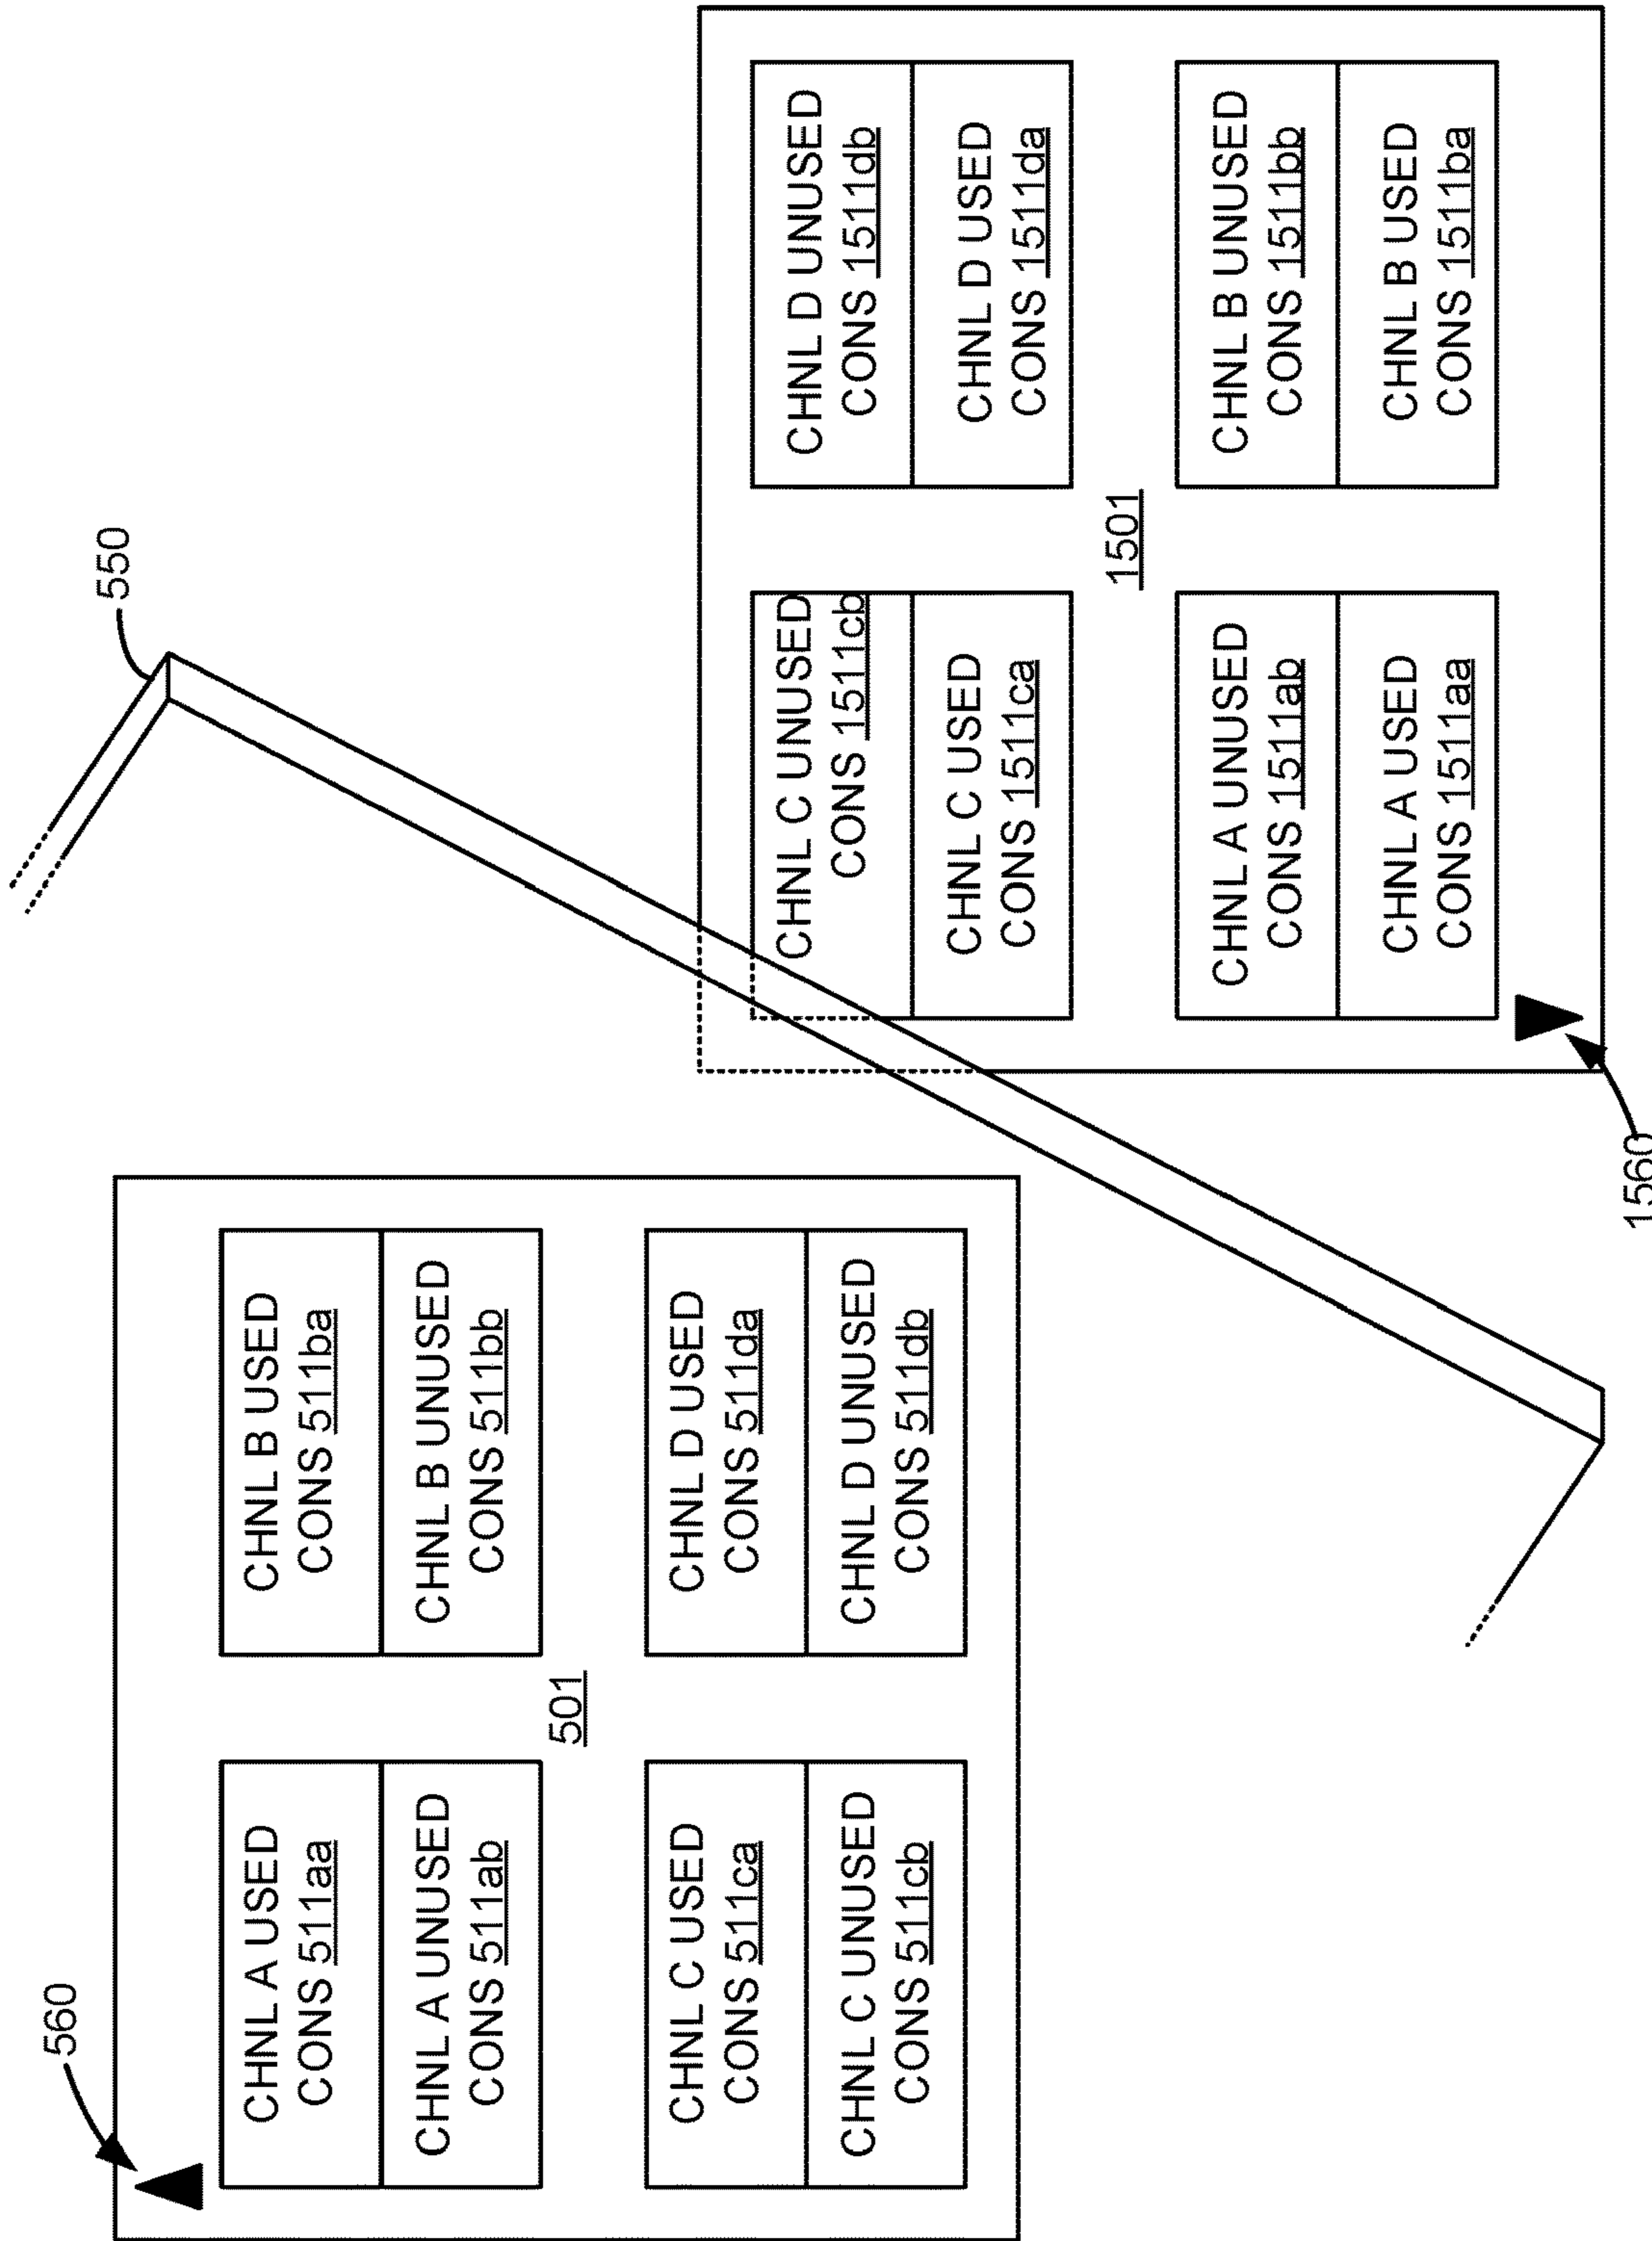 560
CHNL A USED
CONS 511aa
CHNL A UNUSED
CONS 511ab
CHNL B USED
CONS 511ba
CHNL B UNUSED
CONS 511bb
501
CHNL C USED
CONS 511ca
CHNL C UNUSED
CONS 511cb
CHNL D USED
CONS 511da
CHNL D UNUSED
CONS 511db
550
CHNL C UNUSED
CONS 1511cb
CHNL C USED
CONS 1511ca
CHNL D UNUSED
CONS 1511db
CHNL D USED
CONS 1511da
1501
CHNL A UNUSED
CONS 1511ab
CHNL A USED
CONS 1511aa
CHNL B UNUSED
CONS 1511bb
CHNL B USED
CONS 1511ba
1560